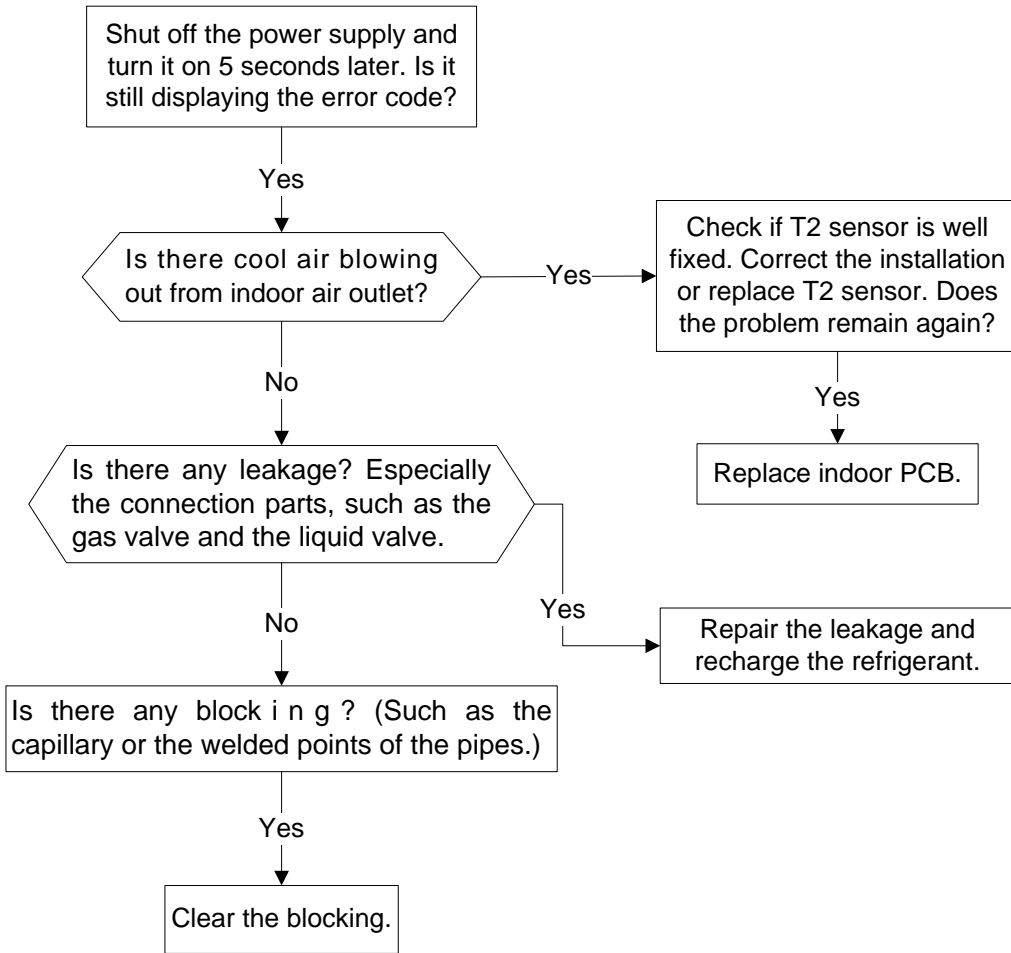 Shut off the power supply and
turn it on 5 seconds later. Is it
still displaying the error code?
Yes
Is there cool air blowing
out from indoor air outlet?
Yes
Check if T2 sensor is well
fixed. Correct the installation
or replace T2 sensor. Does
the problem remain again?
Yes
Replace indoor PCB.
No
Is there any leakage? Especially
the connection parts, such as the
gas valve and the liquid valve.
Yes
Repair the leakage and
recharge the refrigerant.
No
Is there any block i n g ? (Such as the
capillary or the welded points of the pipes.)
Yes
Clear the blocking.